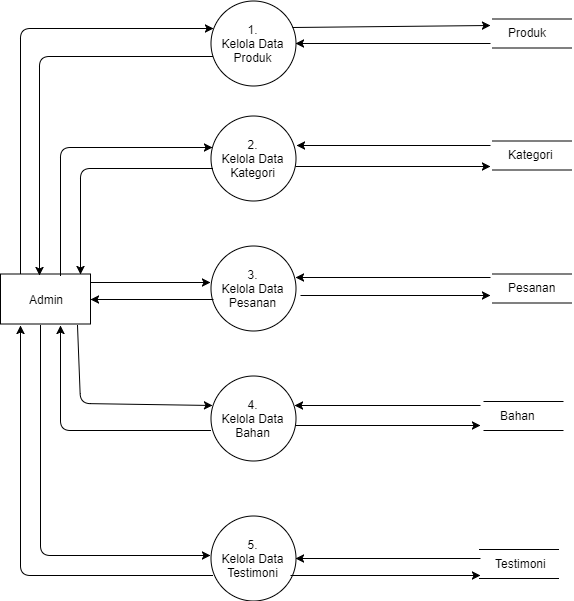 1.
Kelola Data
Produk
Produk
2.
Kelola Data
Kategori
Kategori
Admin
3.
Kelola Data
Pesanan
Pesanan
4.
Kelola Data
Bahan
Bahan
5.
Kelola Data
Testimoni
Testimoni